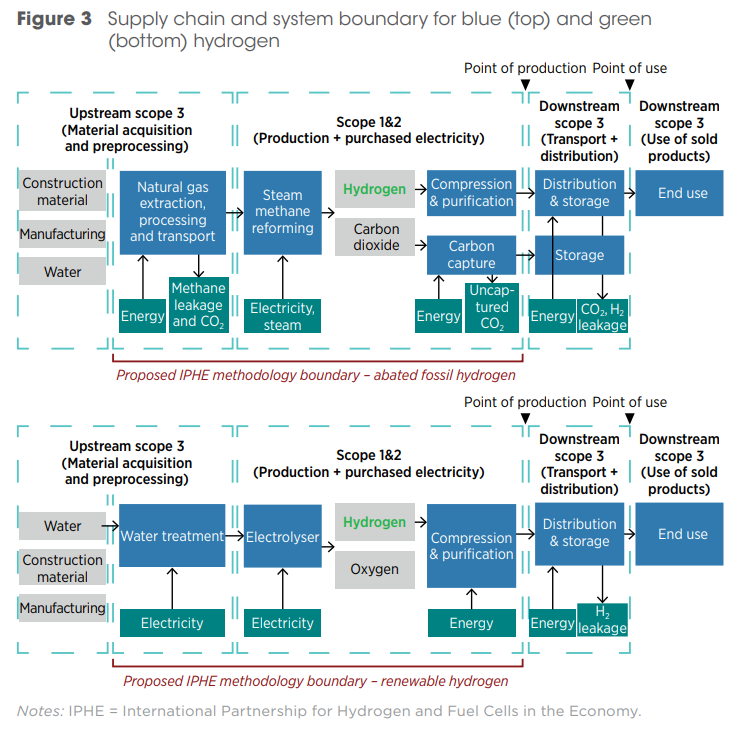 Figure 3 Supply chain and system boundary for blue (top) and green
(bottom) hydrogen
Point of production Point of use
Upstream scope 3
(Material acquisition
and preprocessing)
Scope 1&2
(Production + purchased electricity)
Downstream
scope 3
(Transport +
distribution)
Downstream
scope 3
(Use of sold
products)
Construction
material
Manufacturing
Water
Natural gas
extraction,
processing
and transport
Steam
methane
reforming
Hydrogen
Carbon
dioxide
Compression
& purification
Carbon
capture
Distribution
& storage
Storage
End use
Energy
Methane
leakage
and CO₂
Electricity,
steam
Energy
Uncap-
tured
CO₂
Energy
CO₂, H₂
leakage
Proposed IPHE methodology boundary – abated fossil hydrogen
Point of production Point of use
Upstream scope 3
(Material acquisition
and preprocessing)
Scope 1&2
(Production + purchased electricity)
Downstream
scope 3
(Transport +
distribution)
Downstream
scope 3
(Use of sold
products)
Water
Construction
material
Manufacturing
Water treatment
Electrolyser
Hydrogen
Oxygen
Compression
& purification
Distribution
& storage
End use
Electricity
Electricity
Energy
Energy
H₂
leakage
Proposed IPHE methodology boundary – renewable hydrogen
Notes: IPHE = International Partnership for Hydrogen and Fuel Cells in the Economy.